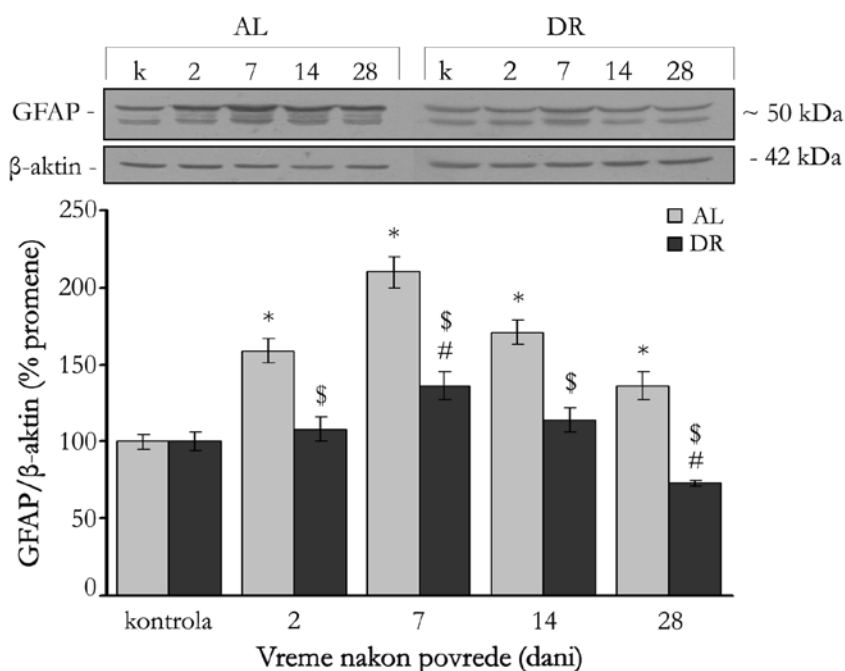 AL DR
k 2 7 14 28 k 2 7 14 28
GFAP - ~ 50 kDa
β-aktin - - 42 kDa
GFAP/β-aktin (% promene)
250
200
150
100
50
0
AL
DR
* * * *
$ $
# $ $
#
kontrola 2 7 14 28
Vreme nakon povrede (dani)